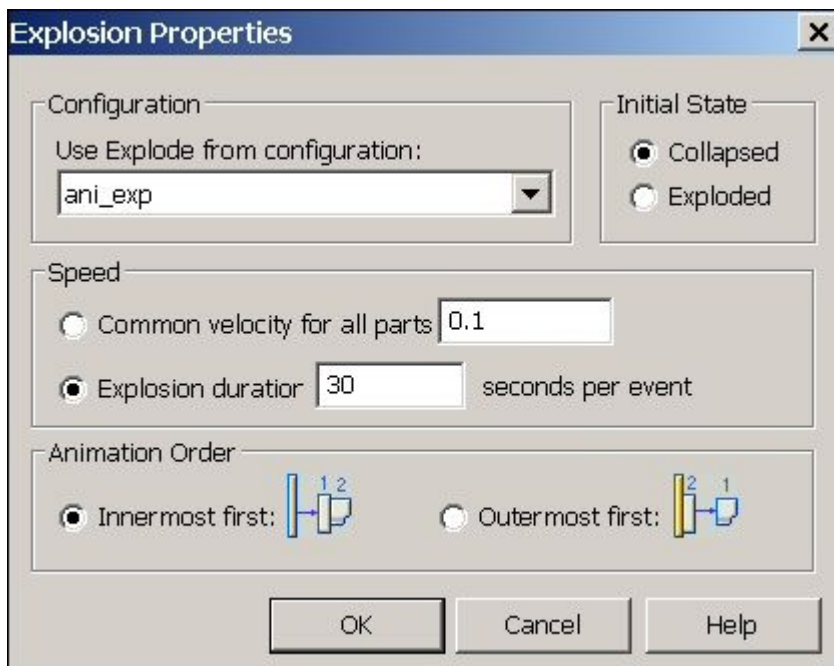 Explosion Properties
Configuration
Use Explode from configuration:
ani_exp
Initial State
Collapsed
Exploded
Speed
Common velocity for all parts 0.1
Explosion duratior 30 seconds per event
Animation Order
Innermost first: 1 2
Outermost first: 2 1
OK Cancel Help